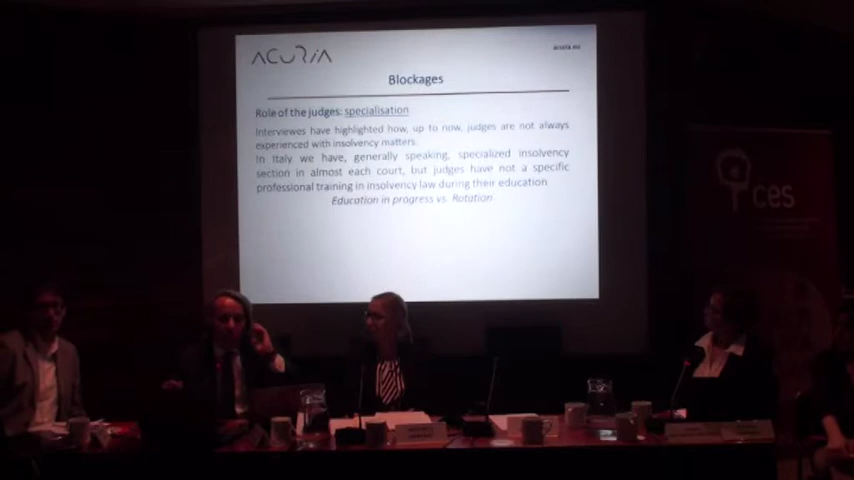 ACURIA
acuria.eu
Blockages
Role of the judges: specialisation
Interviewes have highlighted how, up to now, judges are not always
experienced with insolvency matters.
In Italy we have, generally speaking, specialized insolvency
section in almost each court, but judges have not a specific
professional training in insolvency law during their education
Education in progress vs. Rotation
ces